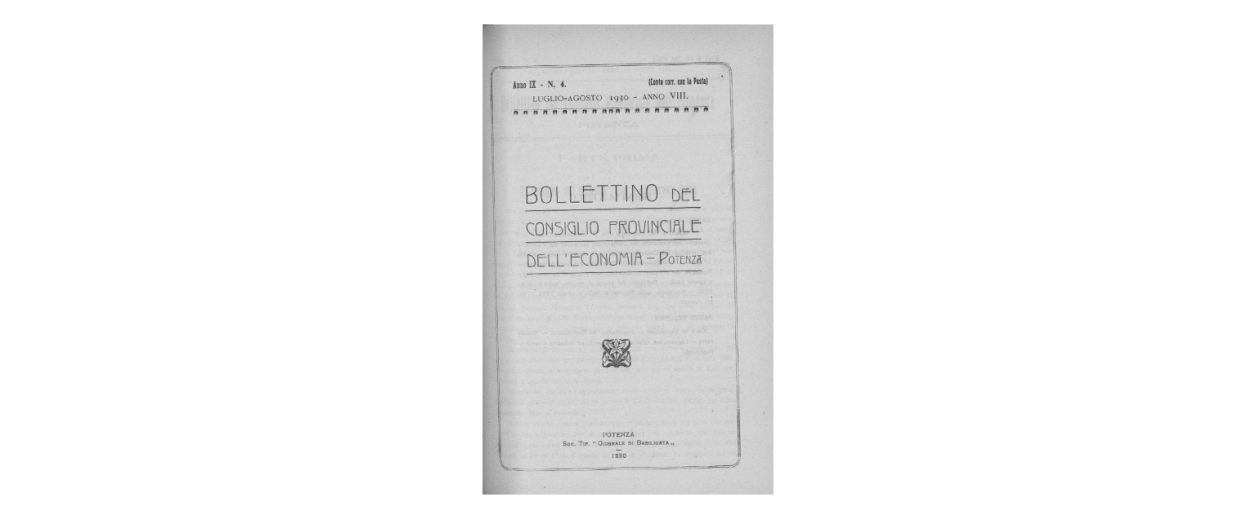 Anno IX - N. 4.
(Conto corr. con la Posta)
LUGLIO-AGOSTO 1930 - ANNO VIII.
BOLLETTINO DEL
CONSIGLIO PROVINCIALE
DELL'ECONOMIA - POTENZA
POTENZA
SOC. TIP. "GIORNALE DI BASILICATA„
1930